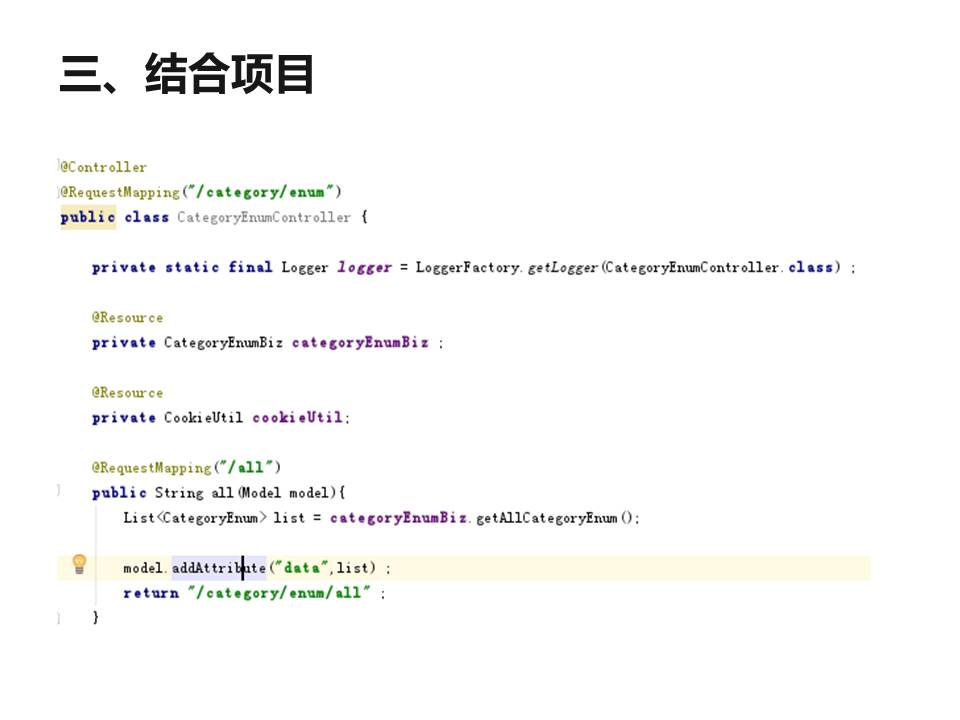 三、结合项目
@Controller
@RequestMapping("/category/enum")
public class CategoryEnumController {
private static final Logger logger = LoggerFactory.getLogger(CategoryEnumController.class) ;
@Resource
private CategoryEnumBiz categoryEnumBiz ;
@Resource
private CookieUtil cookieUtil;
@RequestMapping("/all")
public String all(Model model){
List<CategoryEnum> list = categoryEnumBiz.getAllCategoryEnum();
model.addAttribute("data",list) ;
return "/category/enum/all" ;
}